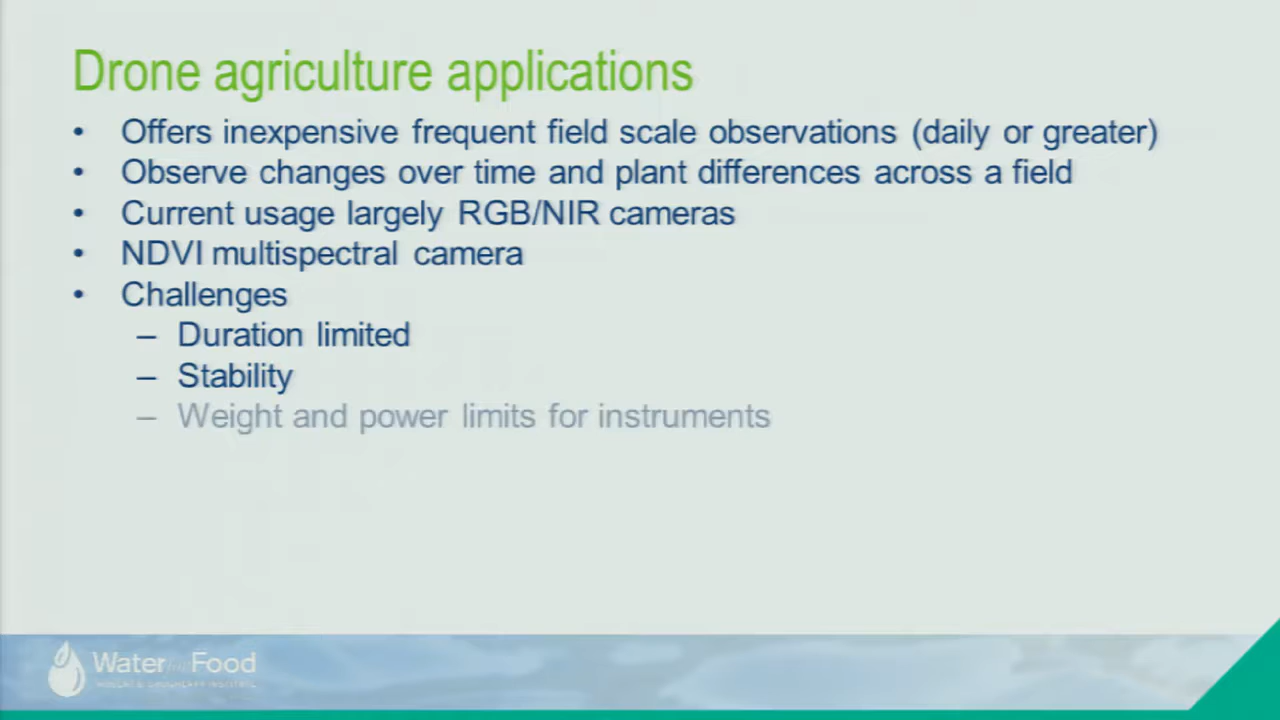 Drone agriculture applications
• Offers inexpensive frequent field scale observations (daily or greater)
• Observe changes over time and plant differences across a field
• Current usage largely RGB/NIR cameras
• NDVI multispectral camera
• Challenges
– Duration limited
– Stability
– Weight and power limits for instruments
Water for Food
INSTITUTE